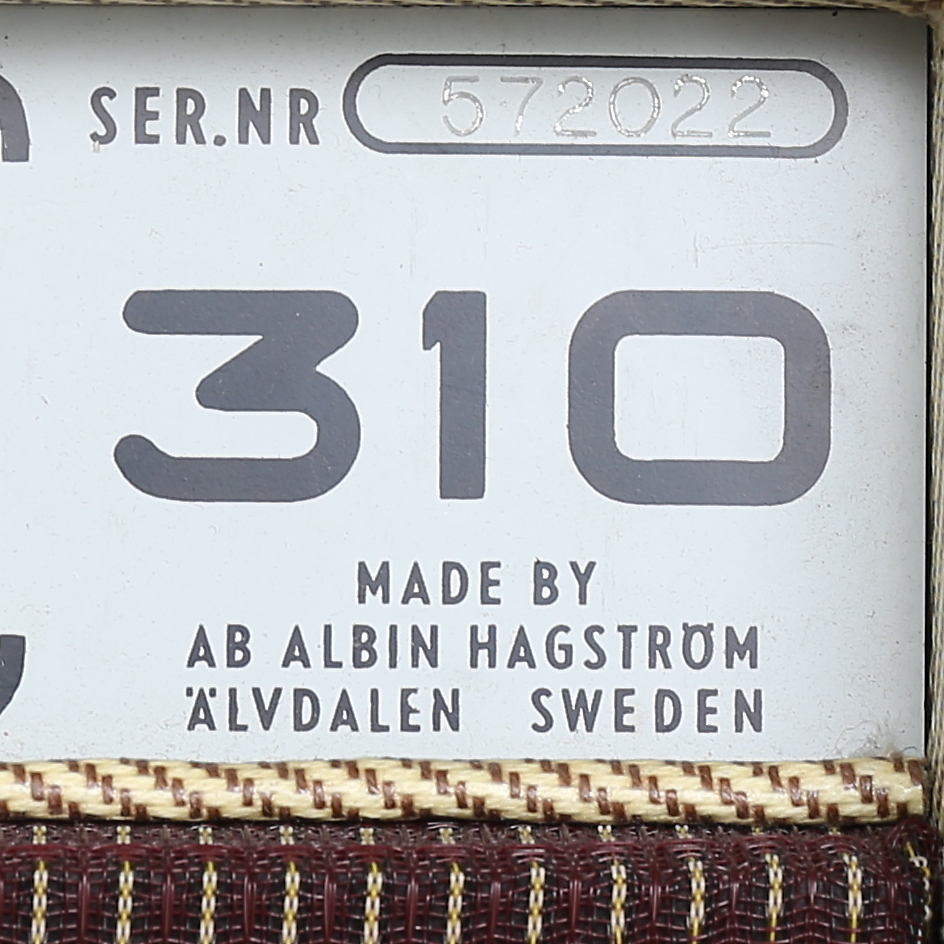 SER.NR 572022
310
MADE BY
AB ALBIN HAGSTRÖM
ÄLVDALEN SWEDEN